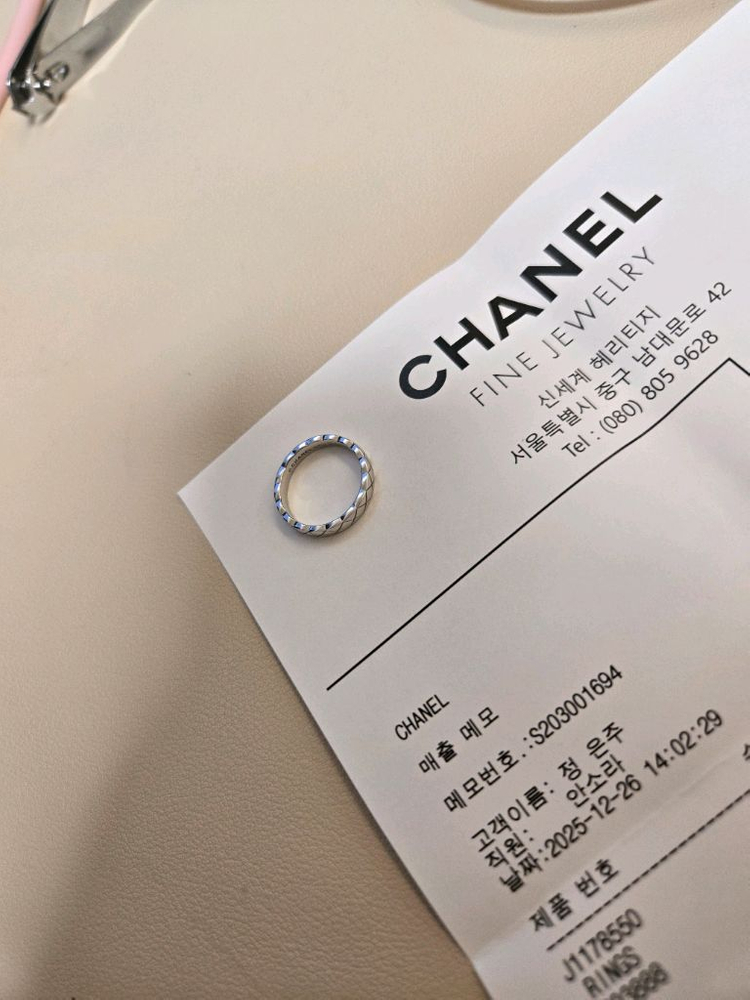 CHANEL
FINE JEWELRY
신세계 헤리티지
서울특별시 중구 남대문로 42
Tel : (080) 805 9628
CHANEL
매출 메모
메모번호.:S203001694
고객이름: 정 은주
직원: 안소라
날짜:2025-12-26 14:02:29
제품 번호
J1178550
RINGS